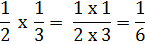 1/2 x 1/3 = 1 x 1/2 x 3 = 1/6